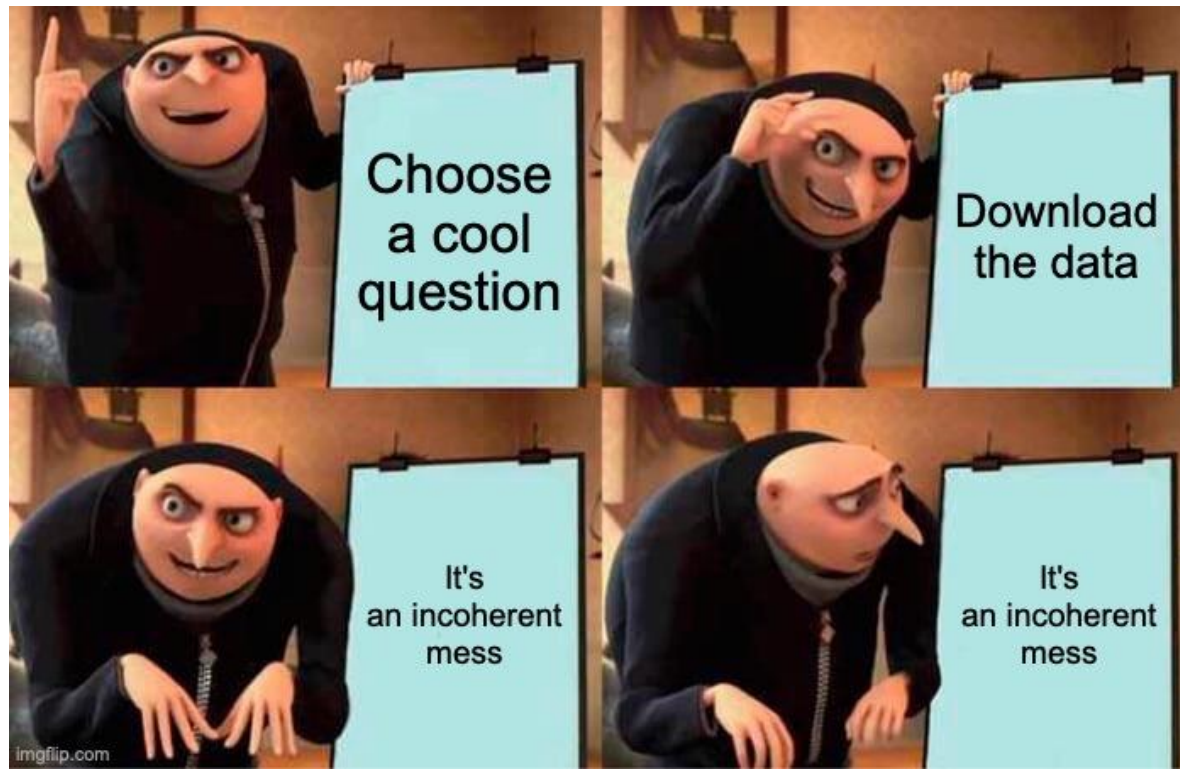 Choose
a cool
question
Download
the data
It's
an incoherent
mess
It's
an incoherent
mess
imgflip.com